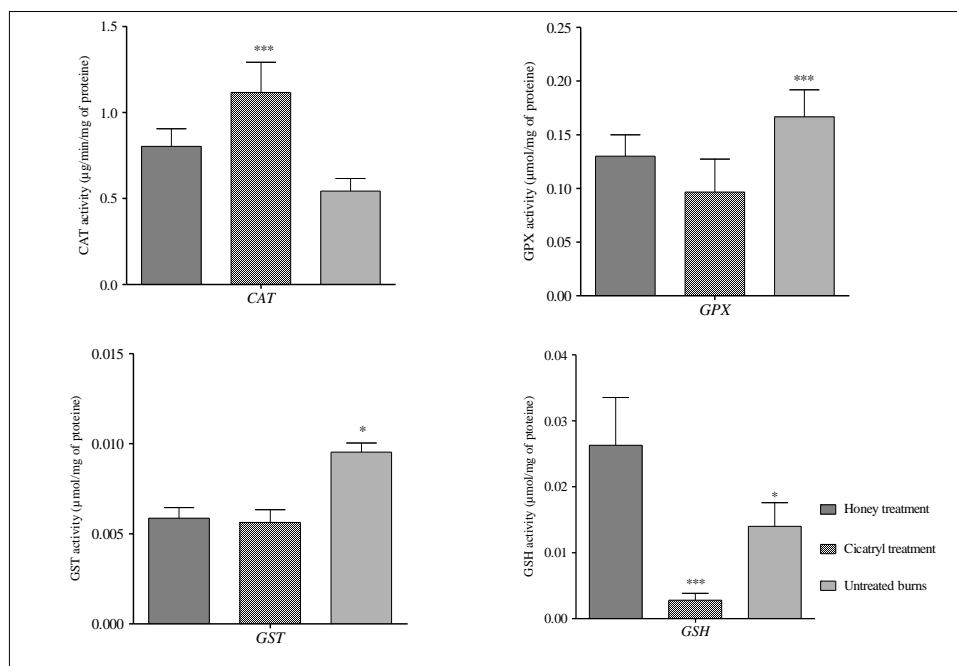 CAT activity (µg/min/mg of proteine)
1.5
1.0
0.5
0.0
***
CAT
GPX activity (µmol/mg of proteine)
0.25
0.20
0.15
0.10
0.05
0.00
***
GPX
GST activity (µmol/mg of ptoteine)
0.015
0.010
0.005
0.000
*
GST
GSH activity (µmol/mg of ptoteine)
0.04
0.03
0.02
0.01
0.00
***
*
GSH
Honey treatment
Cicatryl treatment
Untreated burns